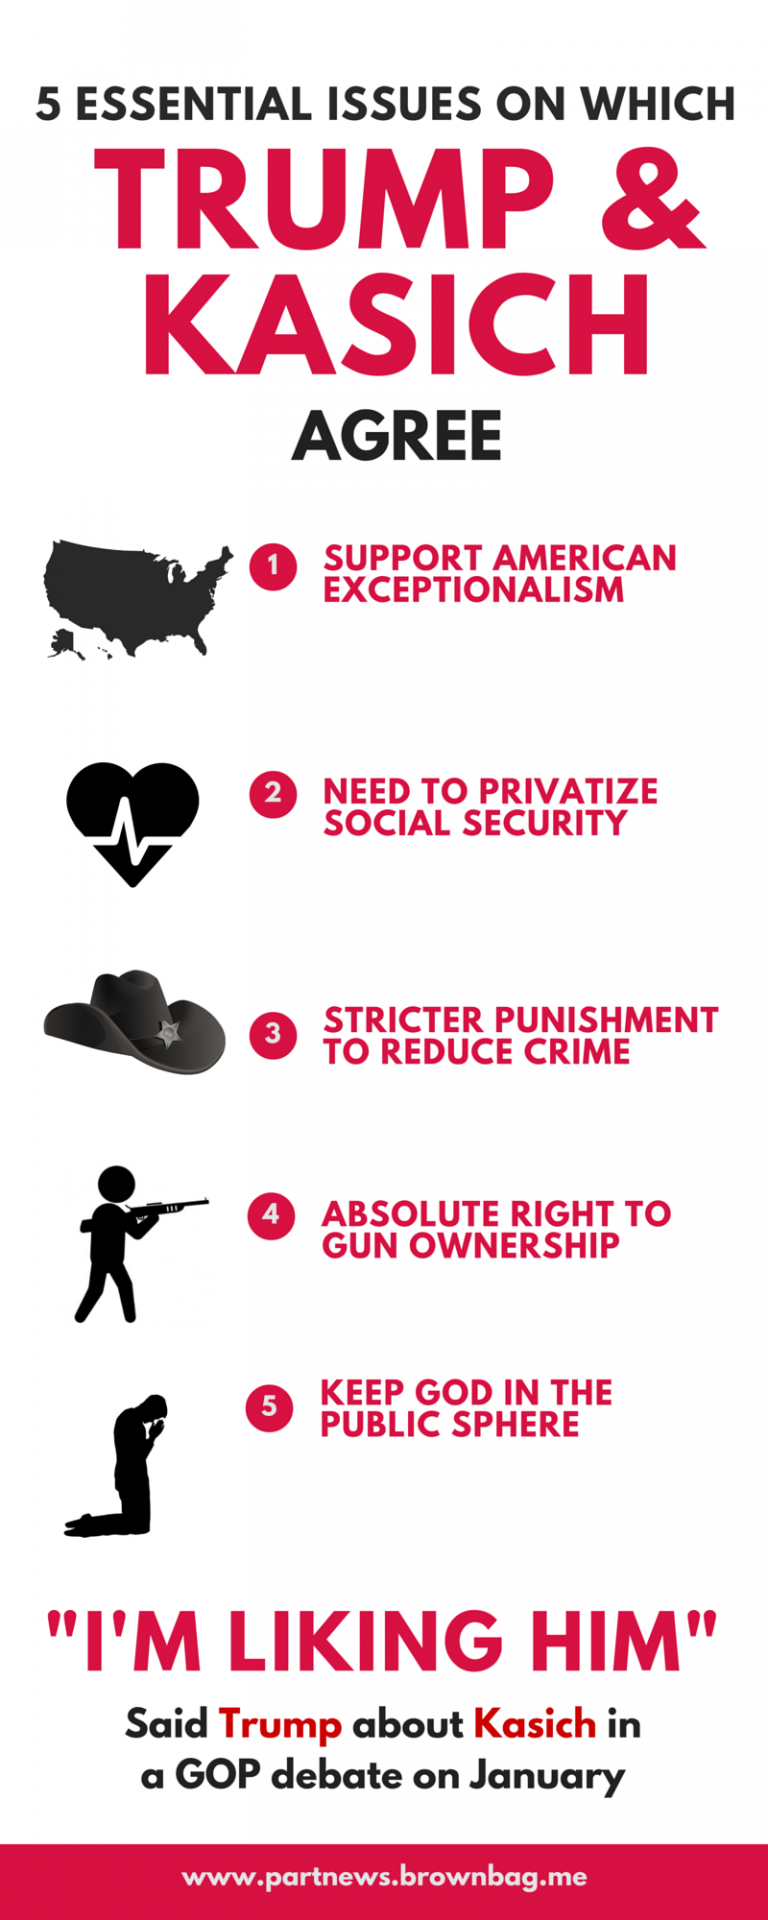 5 ESSENTIAL ISSUES ON WHICH
TRUMP &
KASICH
AGREE
1
SUPPORT AMERICAN
EXCEPTIONALISM
2
NEED TO PRIVATIZE
SOCIAL SECURITY
3
STRICTER PUNISHMENT
TO REDUCE CRIME
4
ABSOLUTE RIGHT TO
GUN OWNERSHIP
5
KEEP GOD IN THE
PUBLIC SPHERE
"I'M LIKING HIM"
Said Trump about Kasich in
a GOP debate on January
www.partnews.brownbag.me